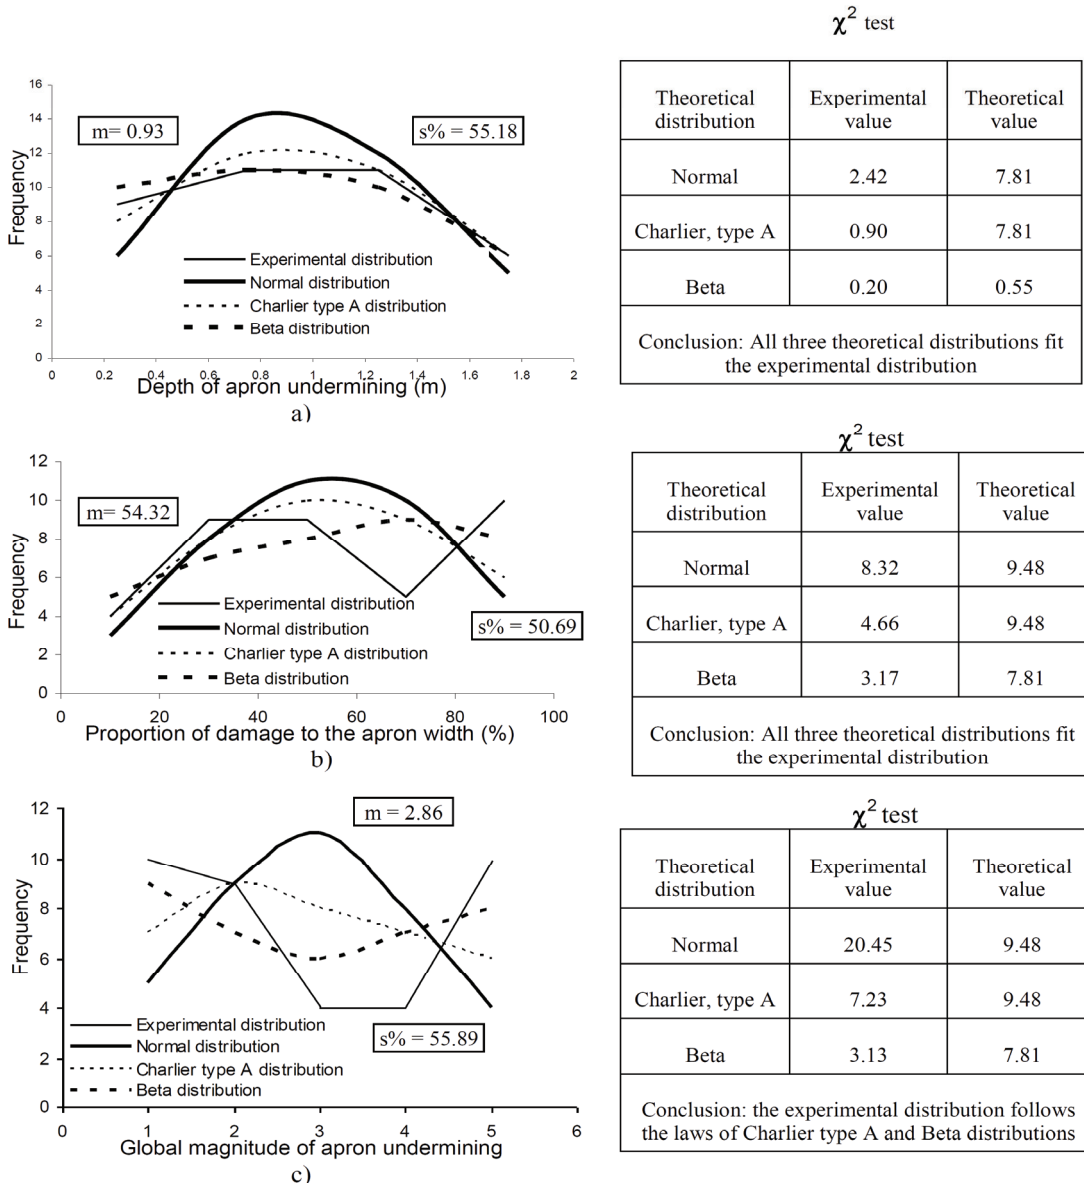 χ² test
16
14
12
10
8
6
4
2
0
Frequency
m= 0.93
s% = 55.18
Experimental distribution
Normal distribution
Charlier type A distribution
Beta distribution
0 0.2 0.4 0.6 0.8 1 1.2 1.4 1.6 1.8 2
Depth of apron undermining (m)
a)
Theoretical distribution Experimental value Theoretical value
Normal 2.42 7.81
Charlier, type A 0.90 7.81
Beta 0.20 0.55
Conclusion: All three theoretical distributions fit
the experimental distribution
χ² test
12
10
8
6
4
2
0
Frequency
m= 54.32
s% = 50.69
Experimental distribution
Normal distribution
Charlier type A distribution
Beta distribution
0 20 40 60 80 100
Proportion of damage to the apron width (%)
b)
Theoretical distribution Experimental value Theoretical value
Normal 8.32 9.48
Charlier, type A 4.66 9.48
Beta 3.17 7.81
Conclusion: All three theoretical distributions fit
the experimental distribution
χ² test
12
10
8
6
4
2
0
Frequency
m = 2.86
s% = 55.89
Experimental distribution
Normal distribution
Charlier type A distribution
Beta distribution
0 1 2 3 4 5 6
Global magnitude of apron undermining
c)
Theoretical distribution Experimental value Theoretical value
Normal 20.45 9.48
Charlier, type A 7.23 9.48
Beta 3.13 7.81
Conclusion: the experimental distribution follows
the laws of Charlier type A and Beta distributions